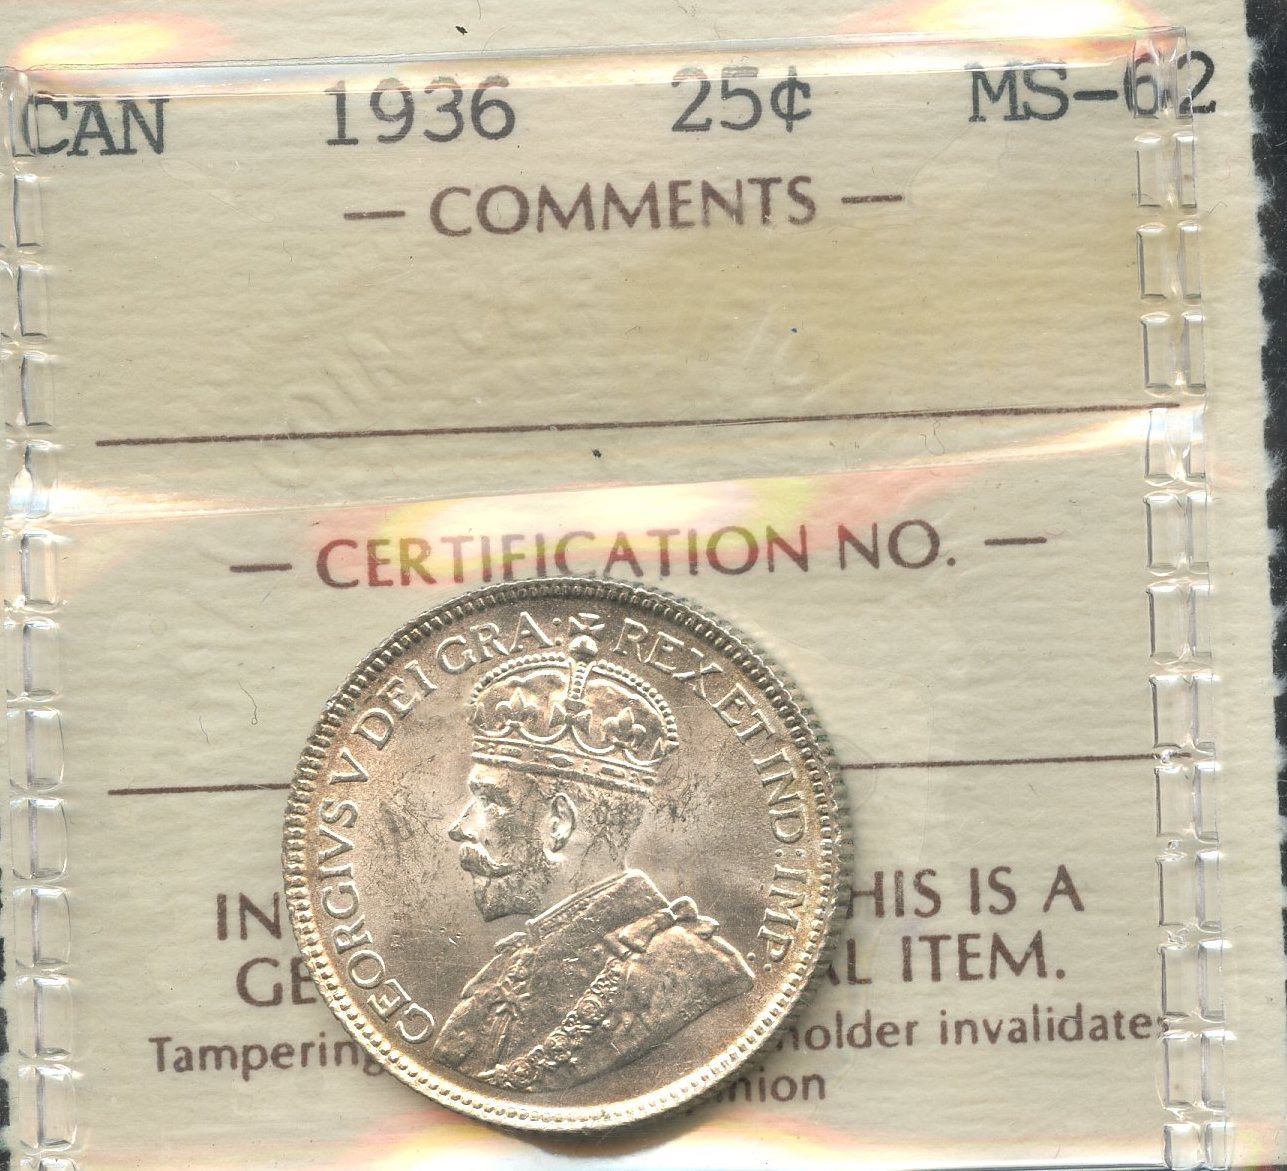 CAN 1936 25¢ MS-62
— COMMENTS —
— CERTIFICATION NO. —
GEORGIVS V DEI GRA: REX ET IND: IMP:
IN HIS IS A
GE AL ITEM.
Tampering holder invalidates
nion